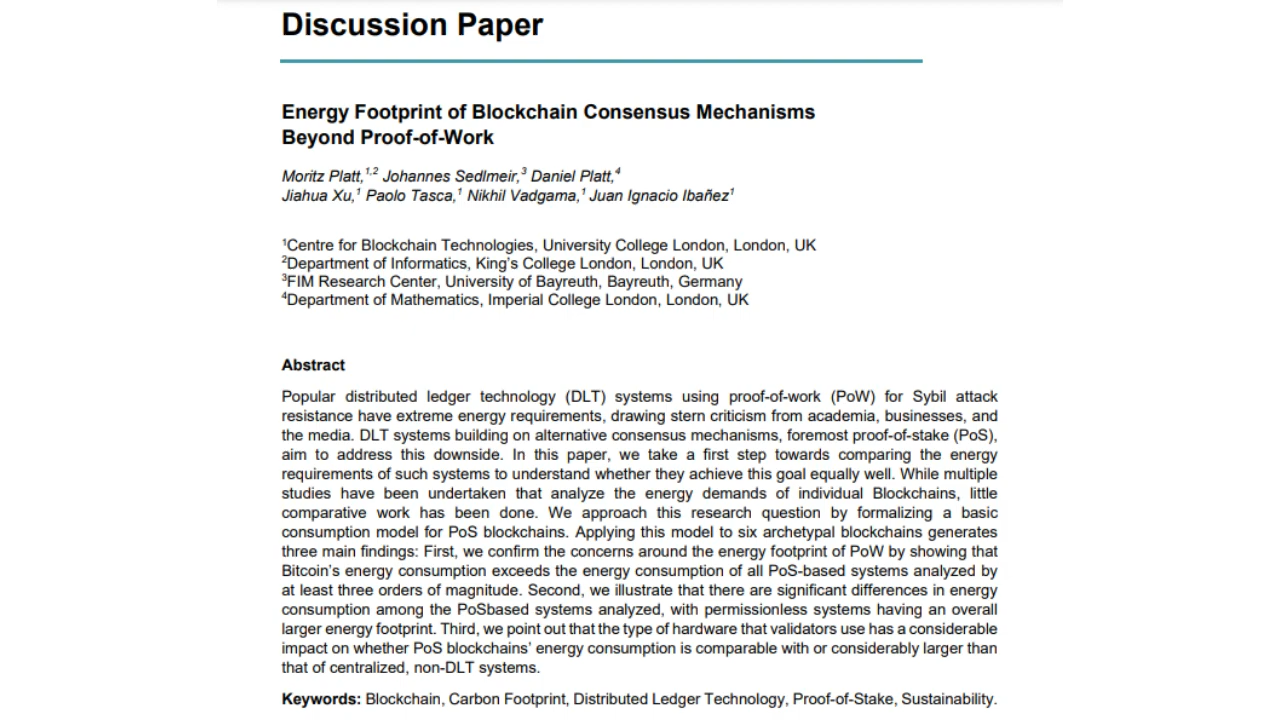 Discussion Paper
Energy Footprint of Blockchain Consensus Mechanisms
Beyond Proof-of-Work
Moritz Platt,1,2 Johannes Sedlmeir,3 Daniel Platt,4
Jiahua Xu,1 Paolo Tasca,1 Nikhil Vadgama,1 Juan Ignacio Ibañez1
1Centre for Blockchain Technologies, University College London, London, UK
2Department of Informatics, King's College London, London, UK
3FIM Research Center, University of Bayreuth, Bayreuth, Germany
4Department of Mathematics, Imperial College London, London, UK
Abstract
Popular distributed ledger technology (DLT) systems using proof-of-work (PoW) for Sybil attack
resistance have extreme energy requirements, drawing stern criticism from academia, businesses, and
the media. DLT systems building on alternative consensus mechanisms, foremost proof-of-stake (PoS),
aim to address this downside. In this paper, we take a first step towards comparing the energy
requirements of such systems to understand whether they achieve this goal equally well. While multiple
studies have been undertaken that analyze the energy demands of individual Blockchains, little
comparative work has been done. We approach this research question by formalizing a basic
consumption model for PoS blockchains. Applying this model to six archetypal blockchains generates
three main findings: First, we confirm the concerns around the energy footprint of PoW by showing that
Bitcoin's energy consumption exceeds the energy consumption of all PoS-based systems analyzed by
at least three orders of magnitude. Second, we illustrate that there are significant differences in energy
consumption among the PoSbased systems analyzed, with permissionless systems having an overall
larger energy footprint. Third, we point out that the type of hardware that validators use has a considerable
impact on whether PoS blockchains' energy consumption is comparable with or considerably larger than
that of centralized, non-DLT systems.
Keywords: Blockchain, Carbon Footprint, Distributed Ledger Technology, Proof-of-Stake, Sustainability.